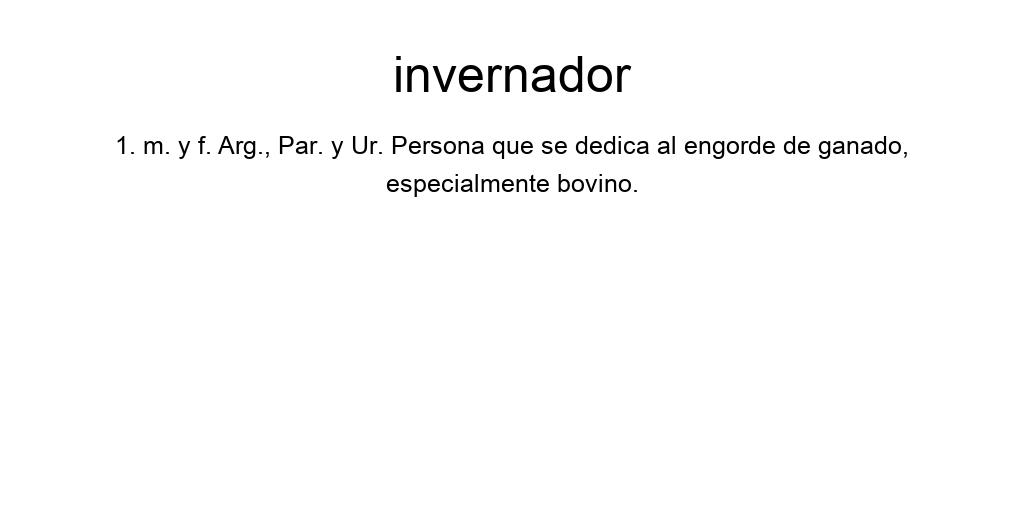 invernador
1. m. y f. Arg., Par. y Ur. Persona que se dedica al engorde de ganado,
especialmente bovino.